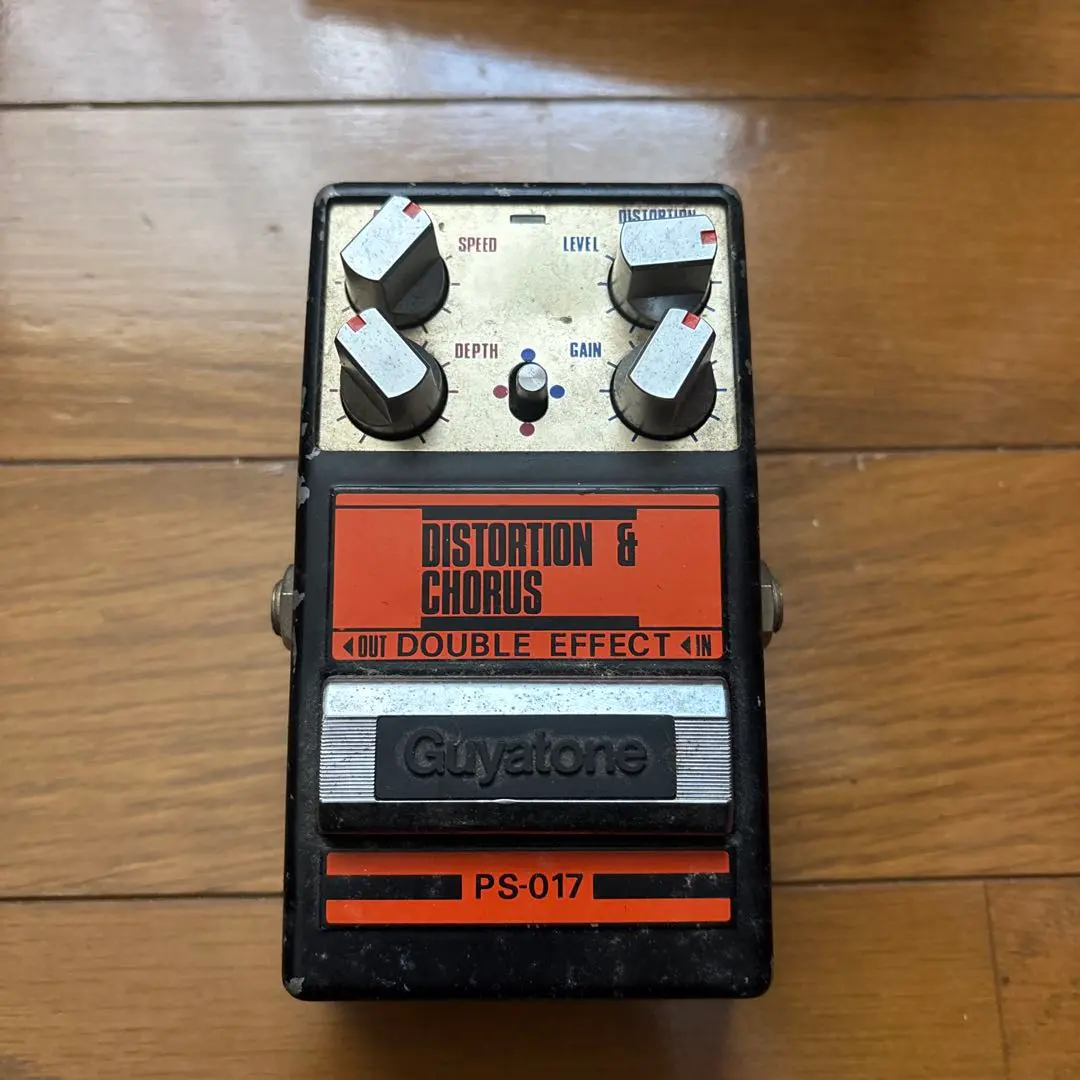 DISTORTION
SPEED LEVEL
DEPTH GAIN
DISTORTION &
CHORUS
OUT DOUBLE EFFECT IN
Guyatone
PS-017